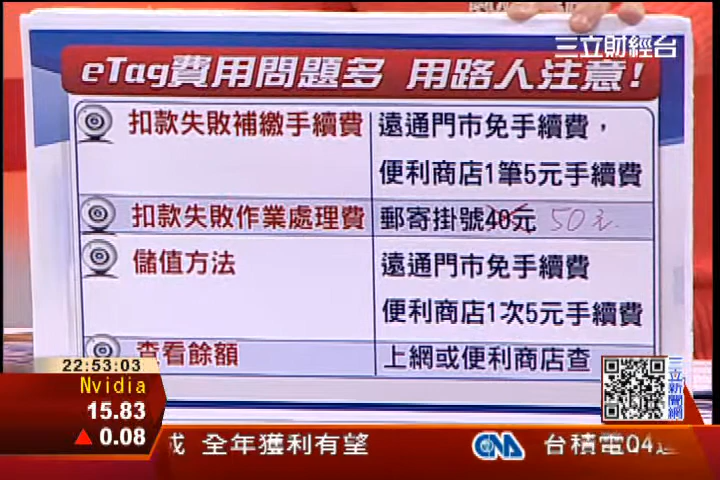 三立財經台
eTag費用問題多 用路人注意!
扣款失敗補繳手續費 遠通門市免手續費，
便利商店1筆5元手續費
扣款失敗作業處理費 郵寄掛號40元 50元
儲值方法 遠通門市免手續費
便利商店1次5元手續費
查看餘額 上網或便利商店查
22:53:03
Nvidia
15.83
▲0.08
三立新聞網
全年獲利有望 CNA 台積電Q4